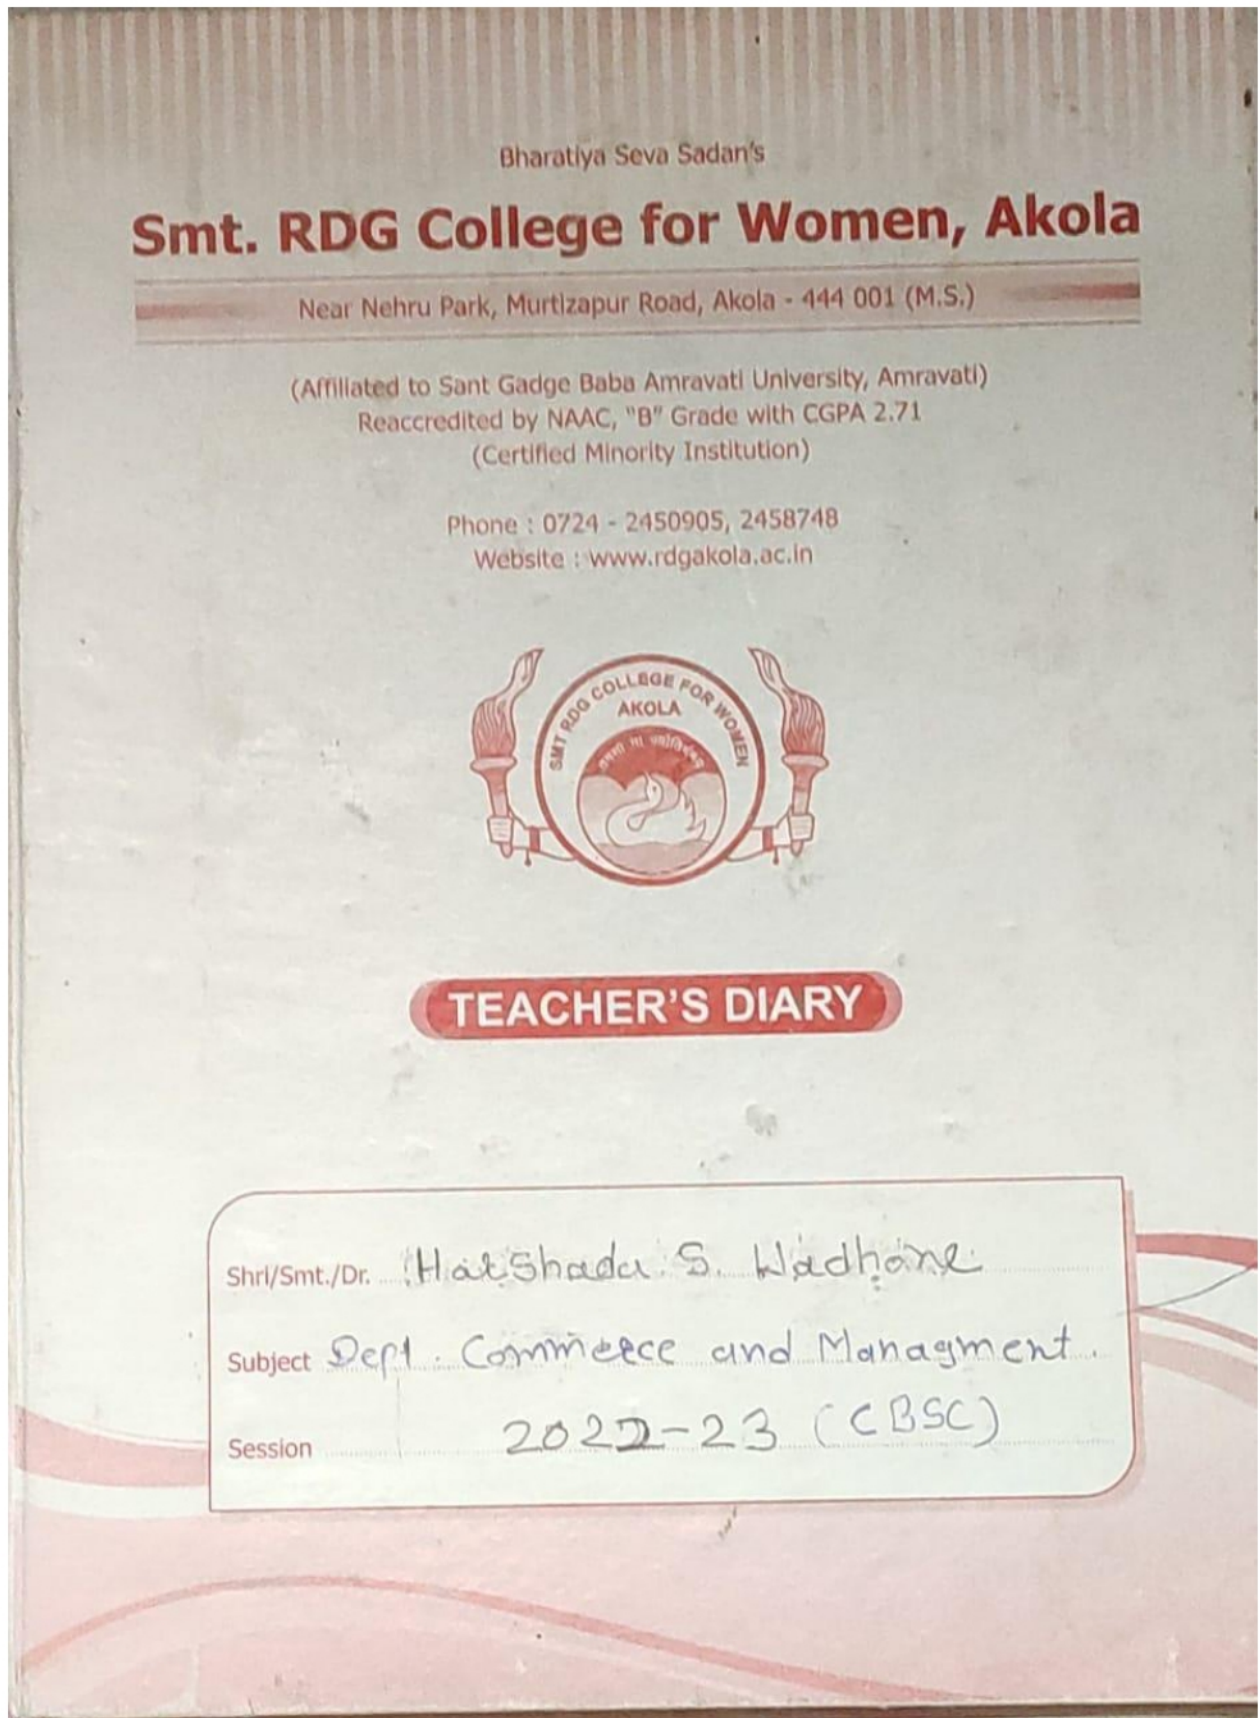 Bharatiya Seva Sadan's
Smt. RDG College for Women, Akola
Near Nehru Park, Murtizapur Road, Akola - 444 001 (M.S.)
(Affiliated to Sant Gadge Baba Amravati University, Amravati)
Reaccredited by NAAC, "B" Grade with CGPA 2.71
(Certified Minority Institution)
Phone : 0724 - 2450905, 2458748
Website : www.rdgakola.ac.in
SMT RDG COLLEGE FOR WOMEN
AKOLA
तमसो मा ज्योतिर्गमय
TEACHER'S DIARY
Shri/Smt./Dr. Harshada S. Wadhone
Subject Dept. Commerce and Managment.
Session 2022-23 (CBSC)